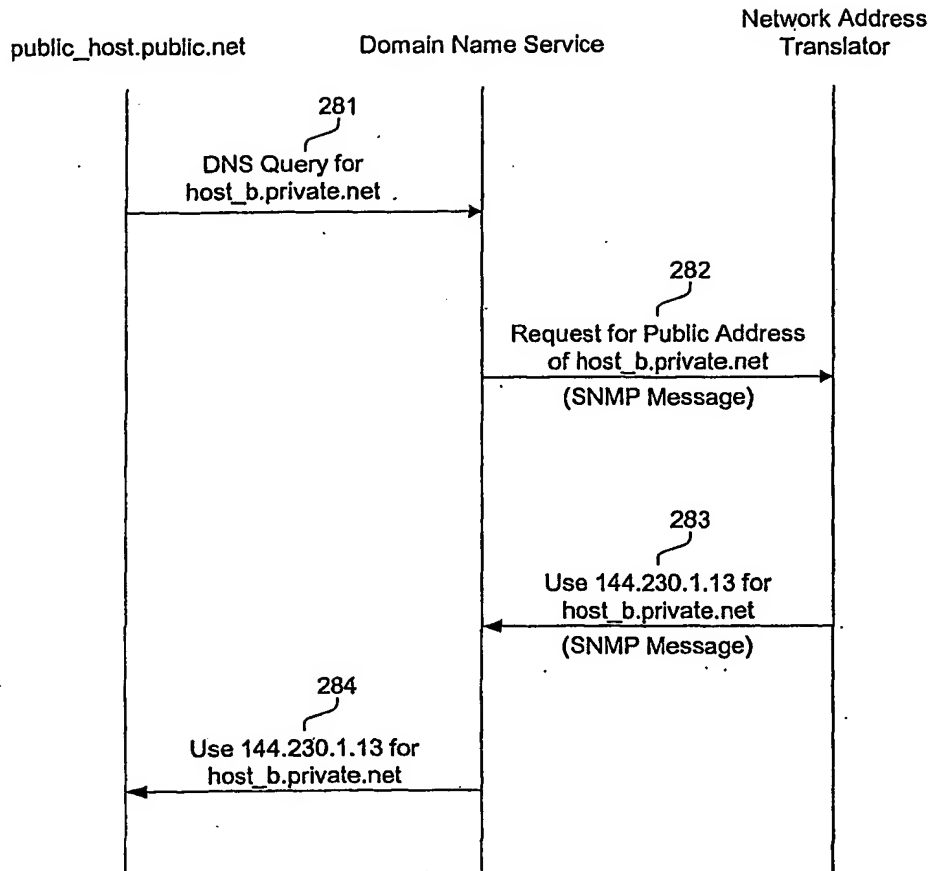 public_host.public.net
Domain Name Service
Network Address
Translator
281
DNS Query for
host_b.private.net
282
Request for Public Address
of host_b.private.net
(SNMP Message)
283
Use 144.230.1.13 for
host_b.private.net
(SNMP Message)
284
Use 144.230.1.13 for
host_b.private.net